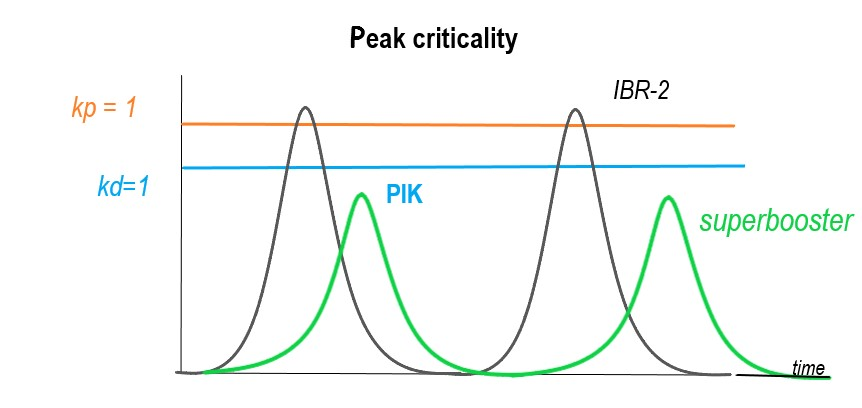 Peak criticality
IBR-2
kp = 1
kd=1
PIK
superbooster
time